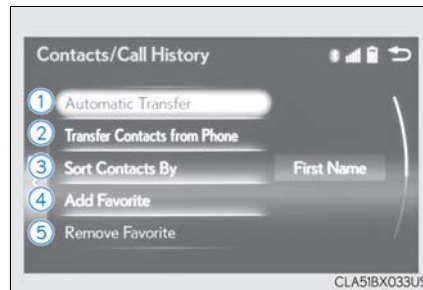 Contacts/Call History
1 Automatic Transfer
2 Transfer Contacts from Phone
3 Sort Contacts By First Name
4 Add Favorite
5 Remove Favorite
CLA51BX033US